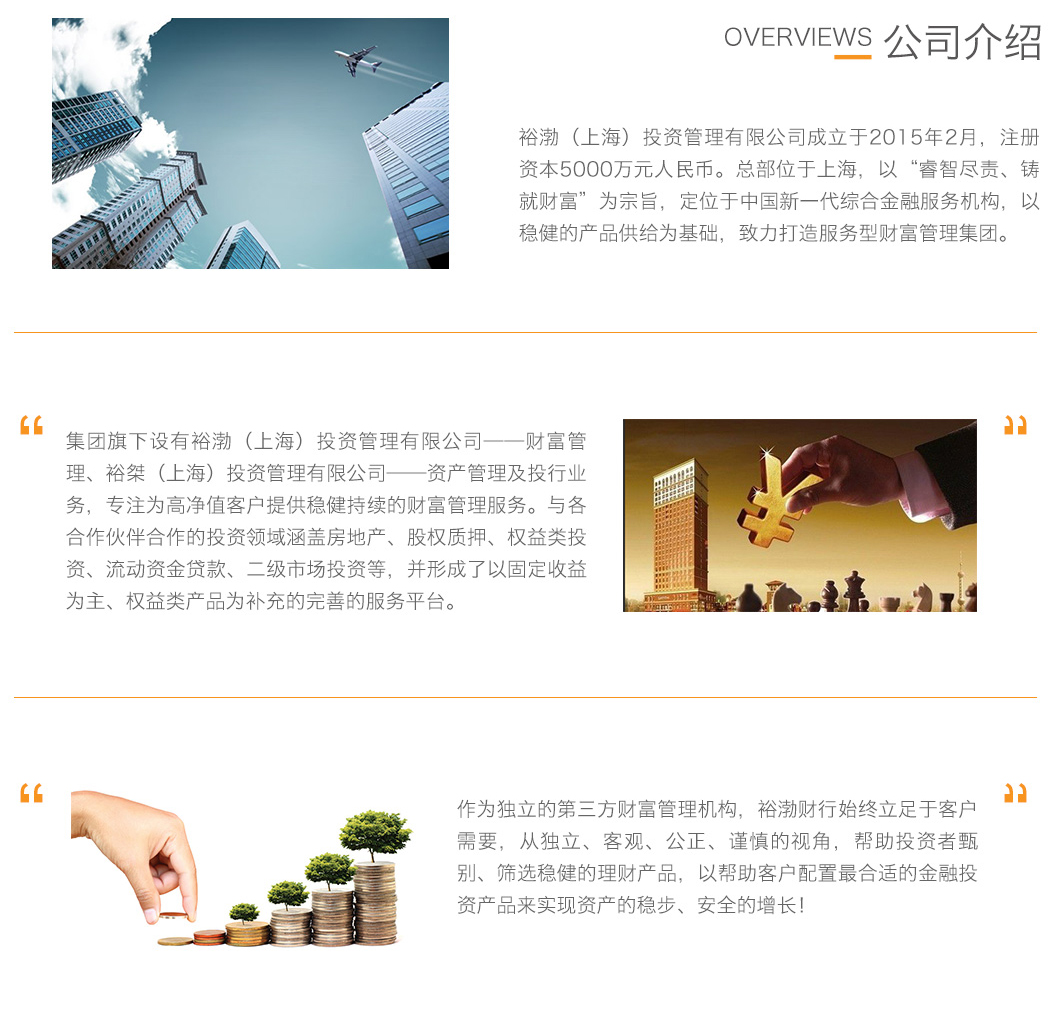 OVERVIEWS 公司介绍
裕渤（上海）投资管理有限公司成立于2015年2月，注册
资本5000万元人民币。总部位于上海，以“睿智尽责、铸
就财富”为宗旨，定位于中国新一代综合金融服务机构，以
稳健的产品供给为基础，致力打造服务型财富管理集团。
集团旗下设有裕渤（上海）投资管理有限公司——财富管
理、裕桀（上海）投资管理有限公司——资产管理及投行业
务，专注为高净值客户提供稳健持续的财富管理服务。与各
合作伙伴合作的投资领域涵盖房地产、股权质押、权益类投
资、流动资金贷款、二级市场投资等，并形成了以固定收益
为主、权益类产品为补充的完善的服务平台。
作为独立的第三方财富管理机构，裕渤财行始终立足于客户
需要，从独立、客观、公正、谨慎的视角，帮助投资者甄
别、筛选稳健的理财产品，以帮助客户配置最合适的金融投
资产品来实现资产的稳步、安全的增长！